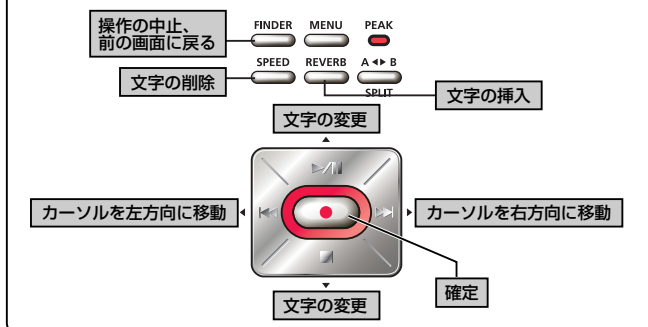 操作の中止、
前の画面に戻る
FINDER MENU PEAK
文字の削除
SPEED REVERB A◀▶B
SPLIT
文字の挿入
文字の変更
カーソルを左方向に移動
カーソルを右方向に移動
確定
文字の変更